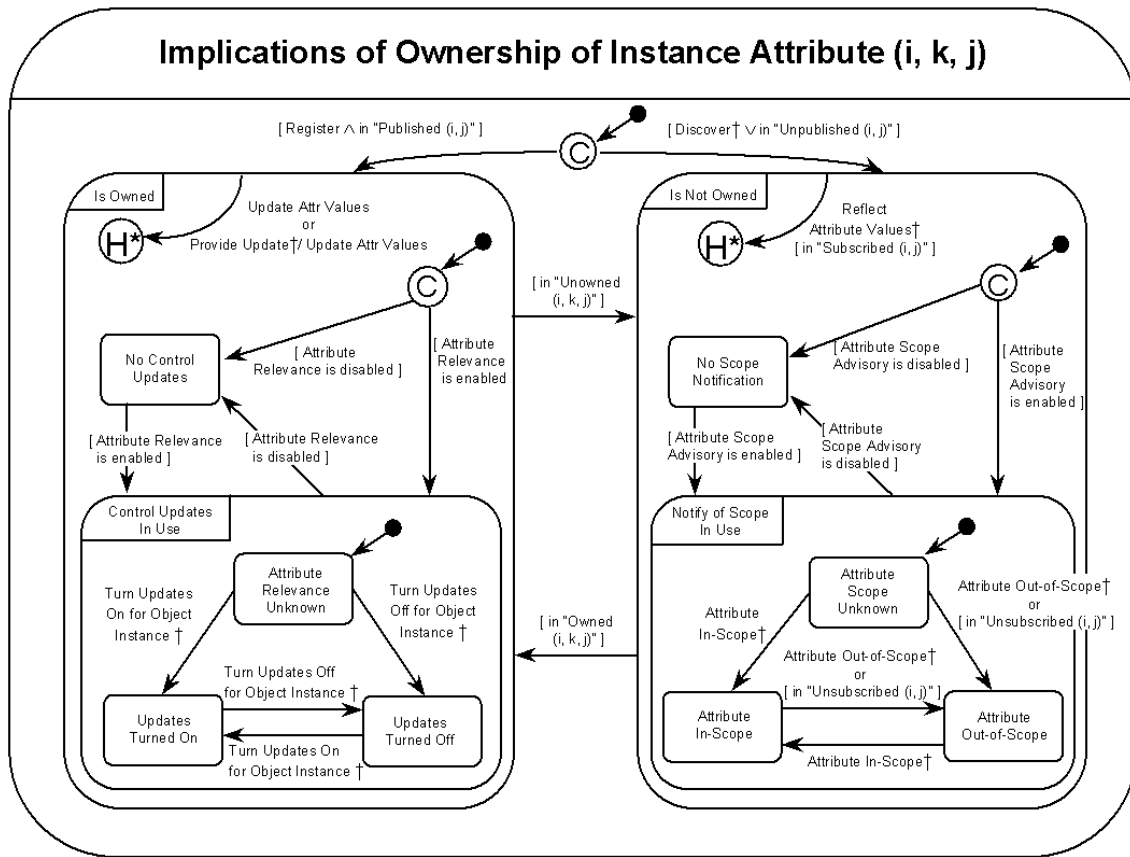 Implications of Ownership of Instance Attribute (i, k, j)
[ Register ∧ in "Published (i, j)" ]
[ Discover† ∨ in "Unpublished (i, j)" ]
C
Is Owned
Update Attr Values
or
Provide Update†/ Update Attr Values
H*
C
[ Attribute
Relevance is disabled ]
[ Attribute
Relevance
is enabled
No Control
Updates
[ Attribute Relevance
is enabled ]
[ Attribute Relevance
is disabled ]
Control Updates
In Use
Attribute
Relevance
Unknown
Turn Updates
On for Object
Instance †
Turn Updates
Off for Object
Instance †
Turn Updates Off
for Object Instance †
Updates
Turned On
Updates
Turned Off
Turn Updates On
for Object Instance †
[ in "Unowned
(i, k, j)" ]
[ in "Owned
(i, k, j)" ]
Is Not Owned
Reflect
Attribute Values†
[ in "Subscribed (i, j)" ]
H*
C
[ Attribute Scope
Advisory is disabled ]
[ Attribute
Scope
Advisory
is enabled ]
No Scope
Notification
[ Attribute Scope
Advisory is enabled ]
[ Attribute
Scope Advisory
is disabled ]
Notify of Scope
In Use
Attribute
Scope
Unknown
Attribute
In-Scope†
Attribute Out-of-Scope†
or
[ in "Unsubscribed (i, j)" ]
Attribute Out-of-Scope†
or
[ in "Unsubscribed (i, j)" ]
Attribute
In-Scope
Attribute
Out-of-Scope
Attribute In-Scope†